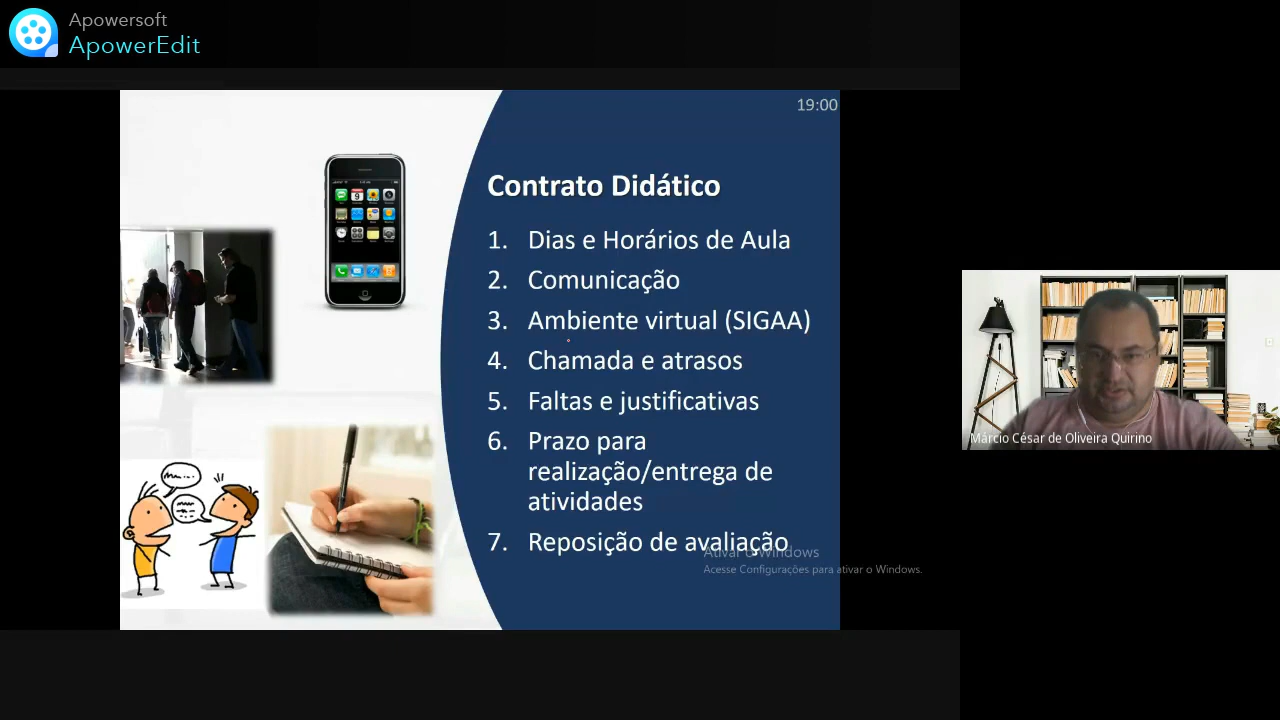 Apowersoft
ApowerEdit
19:00
Contrato Didático
1. Dias e Horários de Aula
2. Comunicação
3. Ambiente virtual (SIGAA)
4. Chamada e atrasos
5. Faltas e justificativas
6. Prazo para
realização/entrega de
atividades
7. Reposição de avaliação
Ativar o Windows
Acesse Configurações para ativar o Windows.
Márcio César de Oliveira Quirino